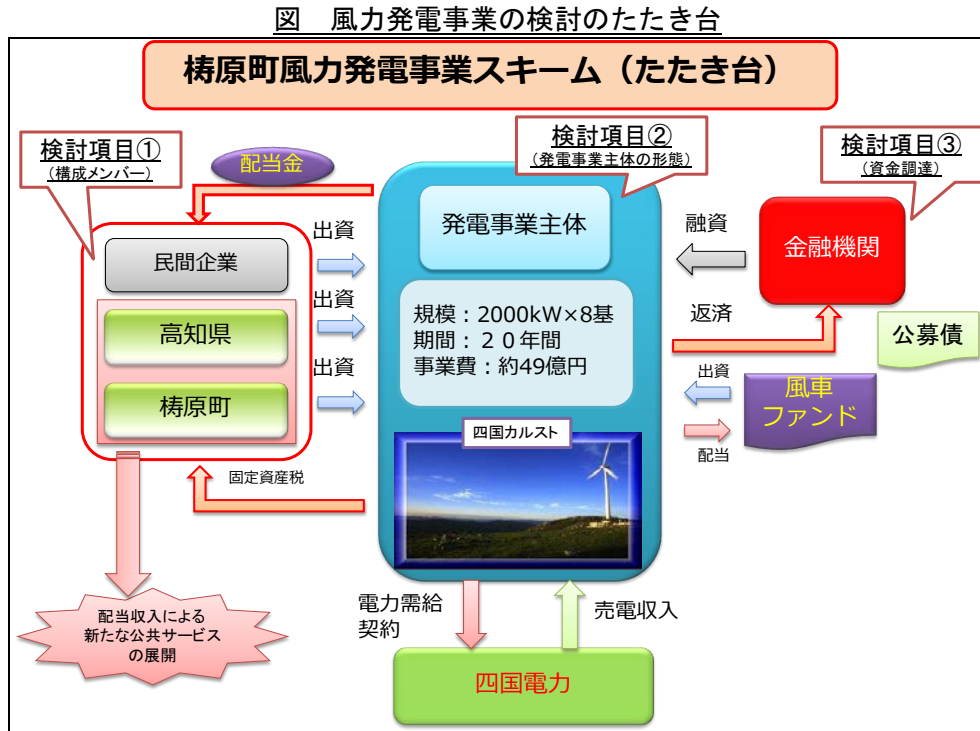 図　風力発電事業の検討のたたき台
梼原町風力発電事業スキーム（たたき台）
検討項目①
（構成メンバー）
配当金
検討項目②
（発電事業主体の形態）
検討項目③
（資金調達）
民間企業
高知県
梼原町
出資
出資
出資
発電事業主体
規模：2000kW×8基
期間：２０年間
事業費：約49億円
四国カルスト
融資
返済
金融機関
公募債
出資
配当
風車
ファンド
固定資産税
配当収入による
新たな公共サービス
の展開
電力需給
契約
売電収入
四国電力